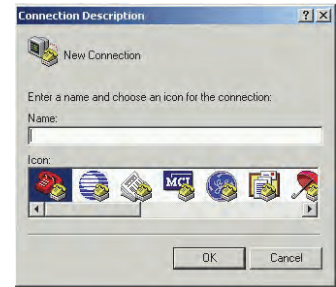 Connection Description
New Connection
Enter a name and choose an icon for the connection:
Name:
Icon:
MCI
OK Cancel